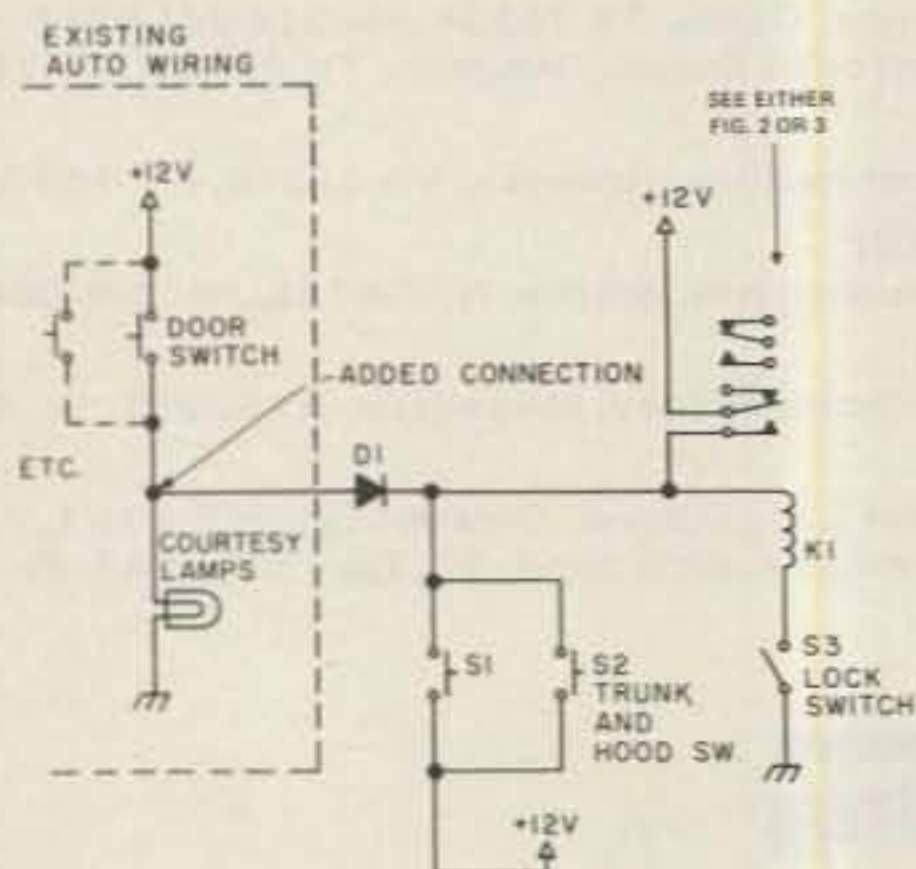 EXISTING
AUTO WIRING
SEE EITHER
FIG. 2 OR 3
+12V
+12V
DOOR
SWITCH
ADDED CONNECTION
ETC.
D1
COURTESY
LAMPS
K1
S1
S2
TRUNK
AND
HOOD SW.
S3
LOCK
SWITCH
+12V